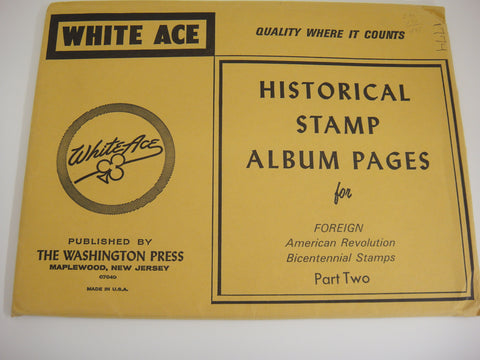 WHITE ACE
QUALITY WHERE IT COUNTS
White Ace
PUBLISHED BY
THE WASHINGTON PRESS
MAPLEWOOD, NEW JERSEY
07040
MADE IN U.S.A.
HISTORICAL
STAMP
ALBUM PAGES
for
FOREIGN
American Revolution
Bicentennial Stamps
Part Two